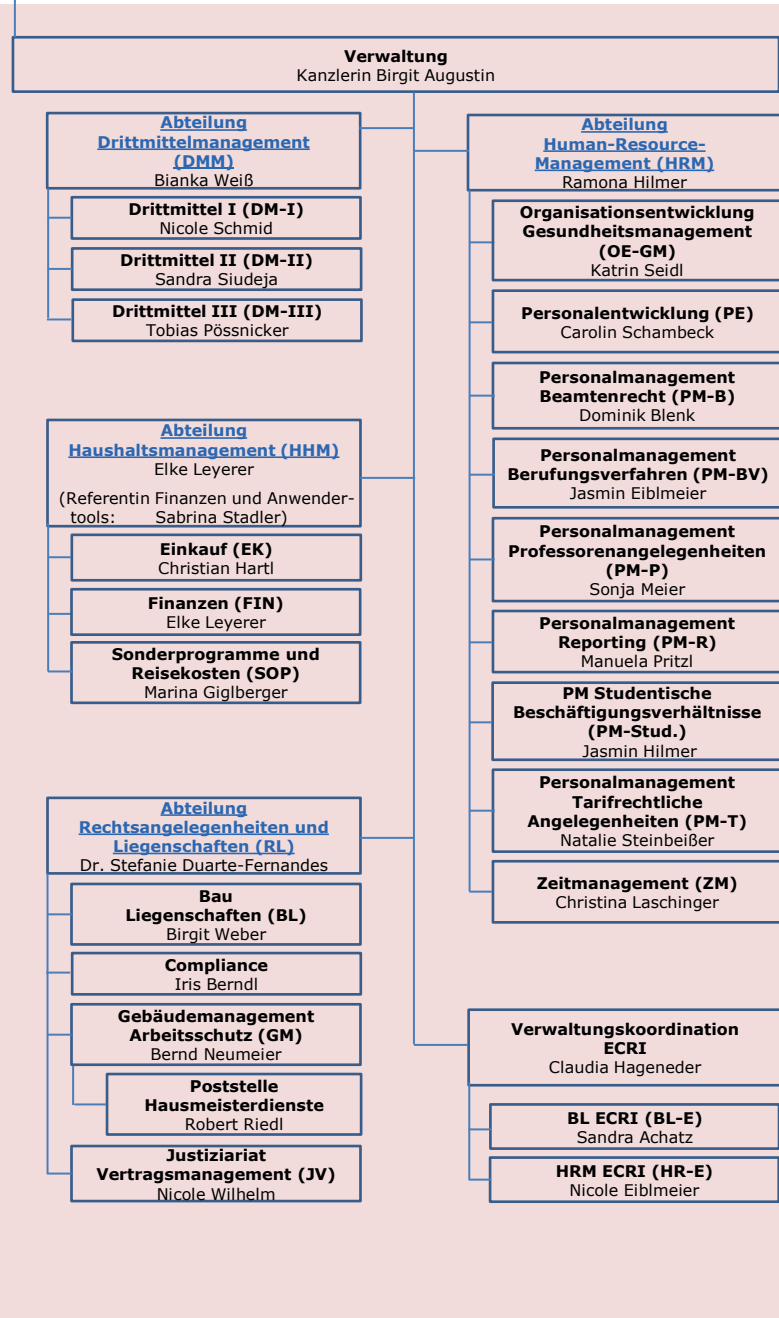 Verwaltung
Kanzlerin Birgit Augustin
Abteilung
Drittmittelmanagement
(DMM)
Bianka Weiß
Drittmittel I (DM-I)
Nicole Schmid
Drittmittel II (DM-II)
Sandra Siudeja
Drittmittel III (DM-III)
Tobias Pössnicker
Abteilung
Haushaltsmanagement (HHM)
Elke Leyerer
(Referentin Finanzen und Anwender-
tools: Sabrina Stadler)
Einkauf (EK)
Christian Hartl
Finanzen (FIN)
Elke Leyerer
Sonderprogramme und
Reisekosten (SOP)
Marina Giglberger
Abteilung
Rechtsangelegenheiten und
Liegenschaften (RL)
Dr. Stefanie Duarte-Fernandes
Bau
Liegenschaften (BL)
Birgit Weber
Compliance
Iris Berndl
Gebäudemanagement
Arbeitsschutz (GM)
Bernd Neumeier
Poststelle
Hausmeisterdienste
Robert Riedl
Justiziariat
Vertragsmanagement (JV)
Nicole Wilhelm
Abteilung
Human-Resource-
Management (HRM)
Ramona Hilmer
Organisationsentwicklung
Gesundheitsmanagement
(OE-GM)
Katrin Seidl
Personalentwicklung (PE)
Carolin Schambeck
Personalmanagement
Beamtenrecht (PM-B)
Dominik Blenk
Personalmanagement
Berufungsverfahren (PM-BV)
Jasmin Eiblmeier
Personalmanagement
Professorenangelegenheiten
(PM-P)
Sonja Meier
Personalmanagement
Reporting (PM-R)
Manuela Pritzl
PM Studentische
Beschäftigungsverhältnisse
(PM-Stud.)
Jasmin Hilmer
Personalmanagement
Tarifrechtliche
Angelegenheiten (PM-T)
Natalie Steinbeißer
Zeitmanagement (ZM)
Christina Laschinger
Verwaltungskoordination
ECRI
Claudia Hageneder
BL ECRI (BL-E)
Sandra Achatz
HRM ECRI (HR-E)
Nicole Eiblmeier